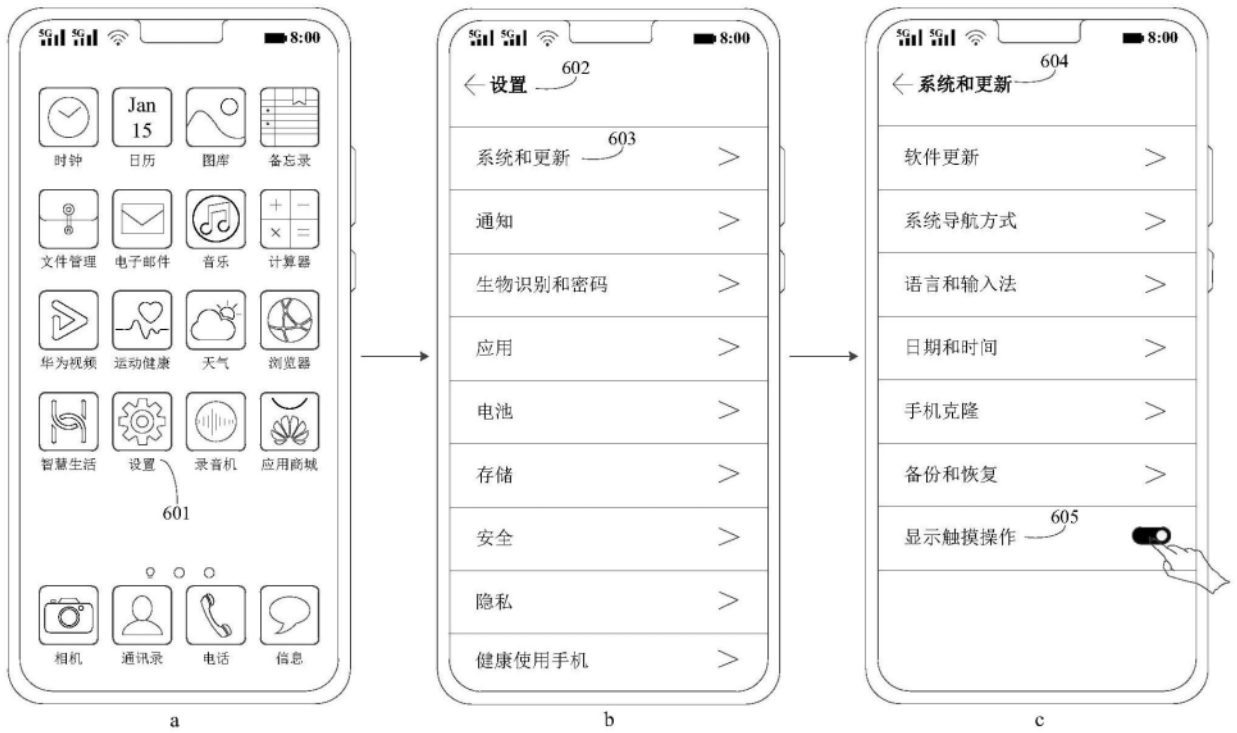 5G 5G 8:00
Jan
15
时钟 日历 图库 备忘录
文件管理 电子邮件 音乐 计算器
华为视频 运动健康 天气 浏览器
智慧生活 设置 录音机 应用商城
601
相机 通讯录 电话 信息
a
5G 5G 8:00
602
← 设置
603
系统和更新 >
通知 >
生物识别和密码 >
应用 >
电池 >
存储 >
安全 >
隐私 >
健康使用手机 >
b
5G 5G 8:00
604
← 系统和更新
软件更新 >
系统导航方式 >
语言和输入法 >
日期和时间 >
手机克隆 >
备份和恢复 >
605
显示触摸操作
c